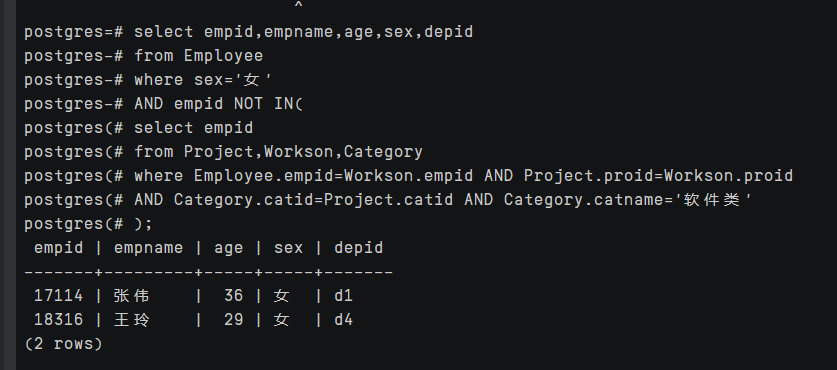 ^
postgres=# select empid,empname,age,sex,depid
postgres-# from Employee
postgres-# where sex='女'
postgres-# AND empid NOT IN(
postgres(# select empid
postgres(# from Project,Workson,Category
postgres(# where Employee.empid=Workson.empid AND Project.proid=Workson.proid
postgres(# AND Category.catid=Project.catid AND Category.catname='软件类'
postgres(# );
 empid | empname | age | sex | depid
-------+---------+-----+-----+-------
 17114 | 张伟    |  36 | 女  | d1
 18316 | 王玲    |  29 | 女  | d4
(2 rows)